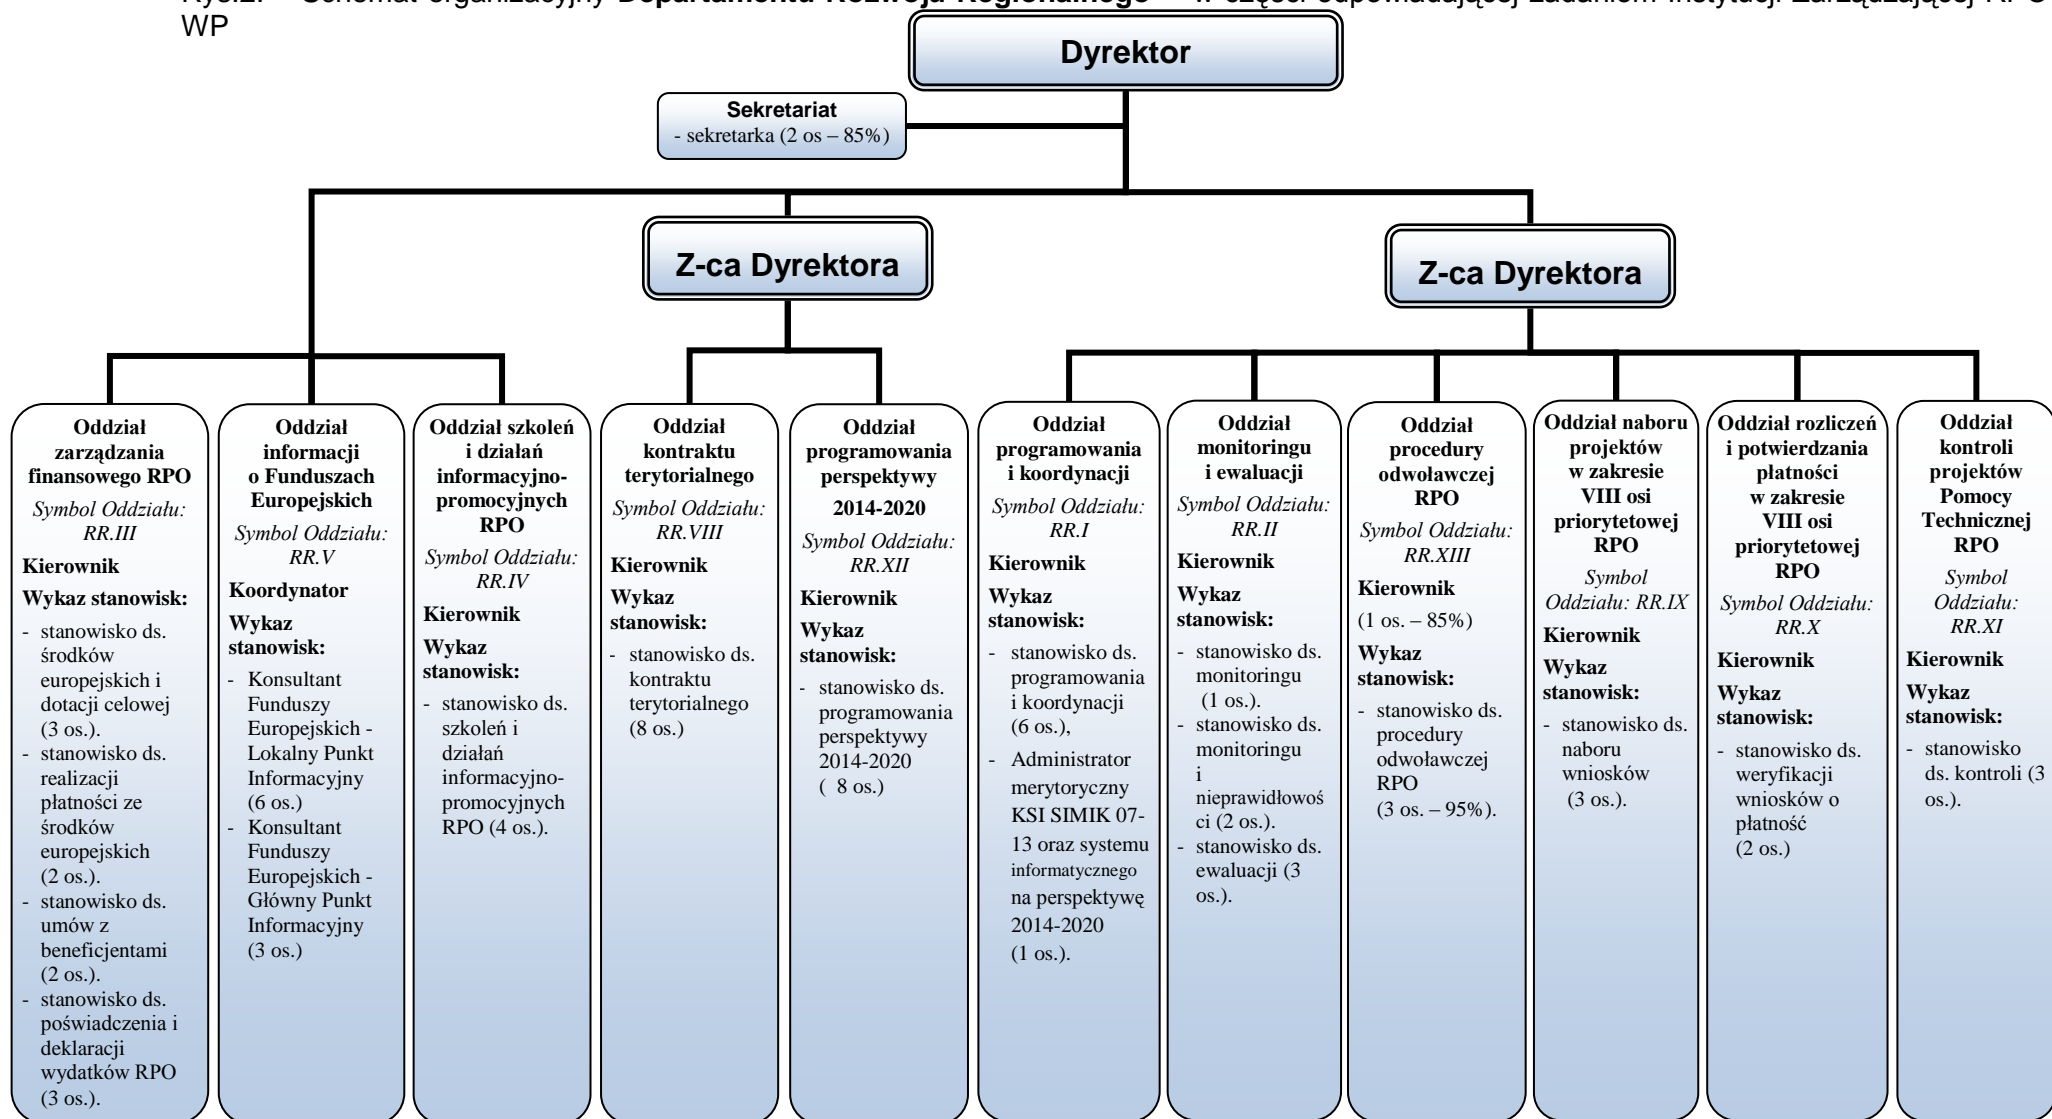 Rys.2. Schemat organizacyjny Departamentu Rozwoju Regionalnego – w części odpowiadającej zadaniom Instytucji Zarządzającej RPO
WP
Dyrektor
Sekretariat
- sekretarka (2 os – 85%)
Z-ca Dyrektora
Z-ca Dyrektora
Oddział
zarządzania
finansowego RPO
Symbol Oddziału:
RR.III
Kierownik
Wykaz stanowisk:
- stanowisko ds.
środków
europejskich i
dotacji celowej
(3 os.).
- stanowisko ds.
realizacji
płatności ze
środków
europejskich
(2 os.).
- stanowisko ds.
umów z
beneficjentami
(2 os.).
- stanowisko ds.
poświadczenia i
deklaracji
wydatków RPO
(3 os.).
Oddział
informacji
o Funduszach
Europejskich
Symbol Oddziału:
RR.V
Koordynator
Wykaz
stanowisk:
- Konsultant
Funduszy
Europejskich -
Lokalny Punkt
Informacyjny
(6 os.)
- Konsultant
Funduszy
Europejskich -
Główny Punkt
Informacyjny
(3 os.)
Oddział szkoleń
i działań
informacyjno-
promocyjnych
RPO
Symbol Oddziału:
RR.IV
Kierownik
Wykaz
stanowisk:
- stanowisko ds.
szkoleń i
działań
informacyjno-
promocyjnych
RPO (4 os.).
Oddział
kontraktu
terytorialnego
Symbol Oddziału:
RR.VIII
Kierownik
Wykaz
stanowisk:
- stanowisko ds.
kontraktu
terytorialnego
(8 os.)
Oddział
programowania
perspektywy
2014-2020
Symbol Oddziału:
RR.XII
Kierownik
Wykaz
stanowisk:
- stanowisko ds.
programowania
perspektywy
2014-2020
( 8 os.)
Oddział
programowania
i koordynacji
Symbol Oddziału:
RR.I
Kierownik
Wykaz
stanowisk:
- stanowisko ds.
programowania
i koordynacji
(6 os.),
- Administrator
merytoryczny
KSI SIMIK 07-
13 oraz systemu
informatycznego
na perspektywę
2014-2020
(1 os.).
Oddział
monitoringu
i ewaluacji
Symbol Oddziału:
RR.II
Kierownik
Wykaz
stanowisk:
- stanowisko ds.
monitoringu
(1 os.).
- stanowisko ds.
monitoringu
i
nieprawidłowoś
ci (2 os.).
- stanowisko ds.
ewaluacji (3
os.).
Oddział
procedury
odwoławczej
RPO
Symbol Oddziału:
RR.XIII
Kierownik
(1 os. – 85%)
Wykaz
stanowisk:
- stanowisko ds.
procedury
odwoławczej
RPO
(3 os. – 95%).
Oddział naboru
projektów
w zakresie
VIII osi
priorytetowej
RPO
Symbol
Oddziału: RR.IX
Kierownik
Wykaz
stanowisk:
- stanowisko ds.
naboru
wniosków
(3 os.).
Oddział rozliczeń
i potwierdzania
płatności
w zakresie
VIII osi
priorytetowej
RPO
Symbol Oddziału:
RR.X
Kierownik
Wykaz
stanowisk:
- stanowisko ds.
weryfikacji
wniosków o
płatność
(2 os.)
Oddział
kontroli
projektów
Pomocy
Technicznej
RPO
Symbol
Oddziału:
RR.XI
Kierownik
Wykaz
stanowisk:
- stanowisko
ds. kontroli (3
os.).